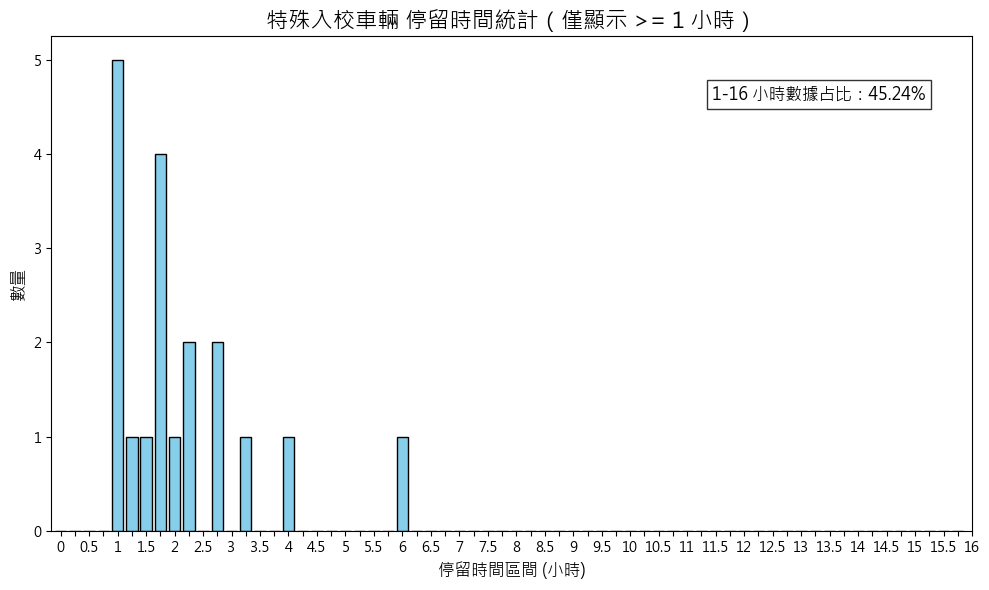 特殊入校車輛 停留時間統計（僅顯示 >= 1 小時）
1-16 小時數據占比：45.24%
數量
5
4
3
2
1
0
0 0.5 1 1.5 2 2.5 3 3.5 4 4.5 5 5.5 6 6.5 7 7.5 8 8.5 9 9.5 10 10.5 11 11.5 12 12.5 13 13.5 14 14.5 15 15.5 16
停留時間區間 (小時)